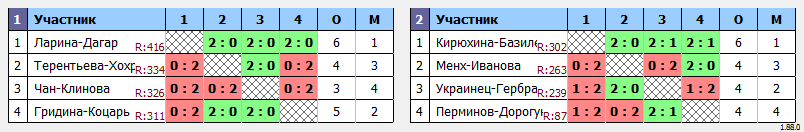 1 Участник 1 2 3 4 О М
1 Ларина-Дагар R:416 2 : 0 2 : 0 2 : 0 6 1
2 Терентьева-Хохр R:334 0 : 2 2 : 0 0 : 2 4 3
3 Чан-Клинова R:326 0 : 2 0 : 2 0 : 2 3 4
4 Гридина-Коцарь R:311 0 : 2 2 : 0 2 : 0 5 2
2 Участник 1 2 3 4 О М
1 Кирюхина-Базиле R:302 2 : 0 2 : 1 2 : 1 6 1
2 Менх-Иванова R:263 0 : 2 0 : 2 2 : 0 4 3
3 Украинец-Гербра R:239 1 : 2 2 : 0 1 : 2 4 2
4 Перминов-Дорогу R:87 1 : 2 0 : 2 2 : 1 4 4
1.88.0